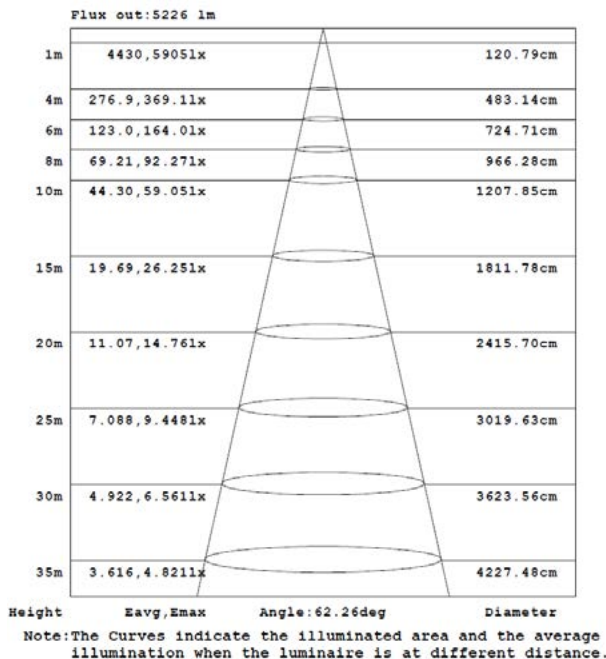 Flux out:5226 lm
1m 4430,5905lx 120.79cm
4m 276.9,369.1lx 483.14cm
6m 123.0,164.0lx 724.71cm
8m 69.21,92.27lx 966.28cm
10m 44.30,59.05lx 1207.85cm
15m 19.69,26.25lx 1811.78cm
20m 11.07,14.76lx 2415.70cm
25m 7.088,9.448lx 3019.63cm
30m 4.922,6.561lx 3623.56cm
35m 3.616,4.821lx 4227.48cm
Height Eavg,Emax Angle:62.26deg Diameter
Note:The Curves indicate the illuminated area and the average
illumination when the luminaire is at different distance.